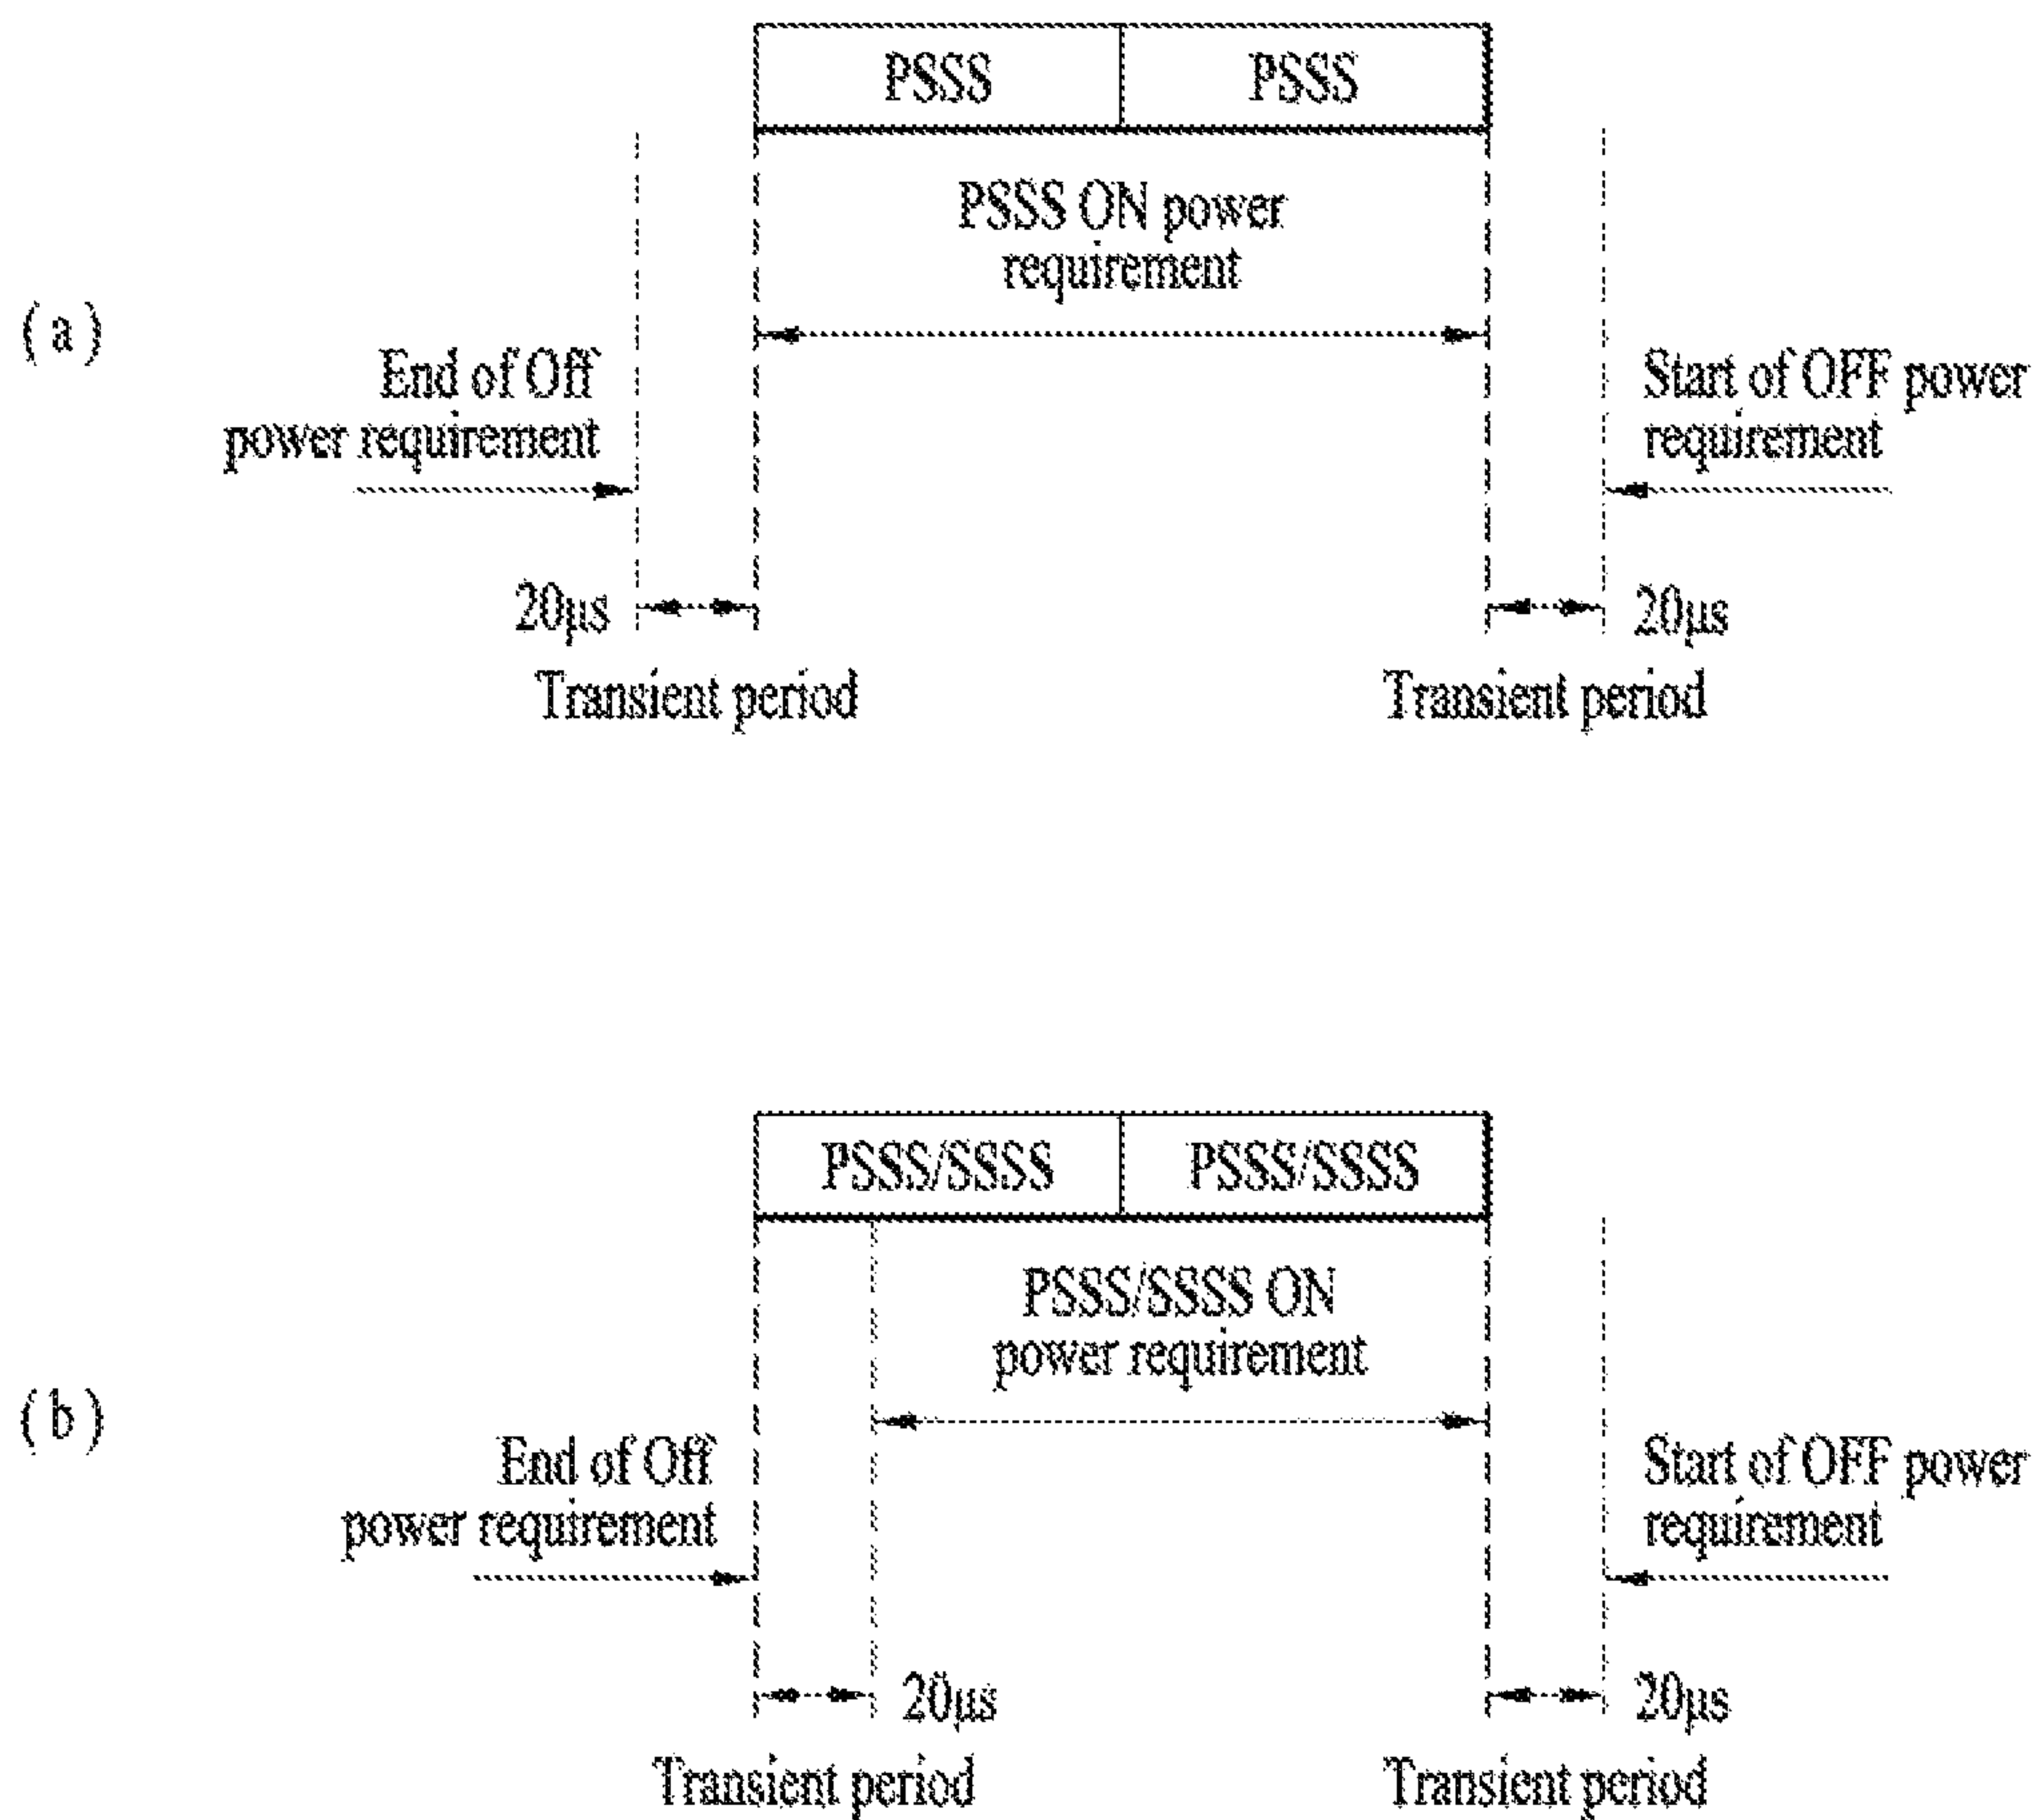 PSSS PSSS
PSSS ON power
requirement
(a)
End of Off
power requirement
Start of OFF power
requirement
20μs
20μs
Transient period
Transient period
PSSS/SSSS PSSS/SSSS
PSSS/SSSS ON
power requirement
(b)
End of Off
power requirement
Start of OFF power
requirement
20μs
20μs
Transient period
Transient period